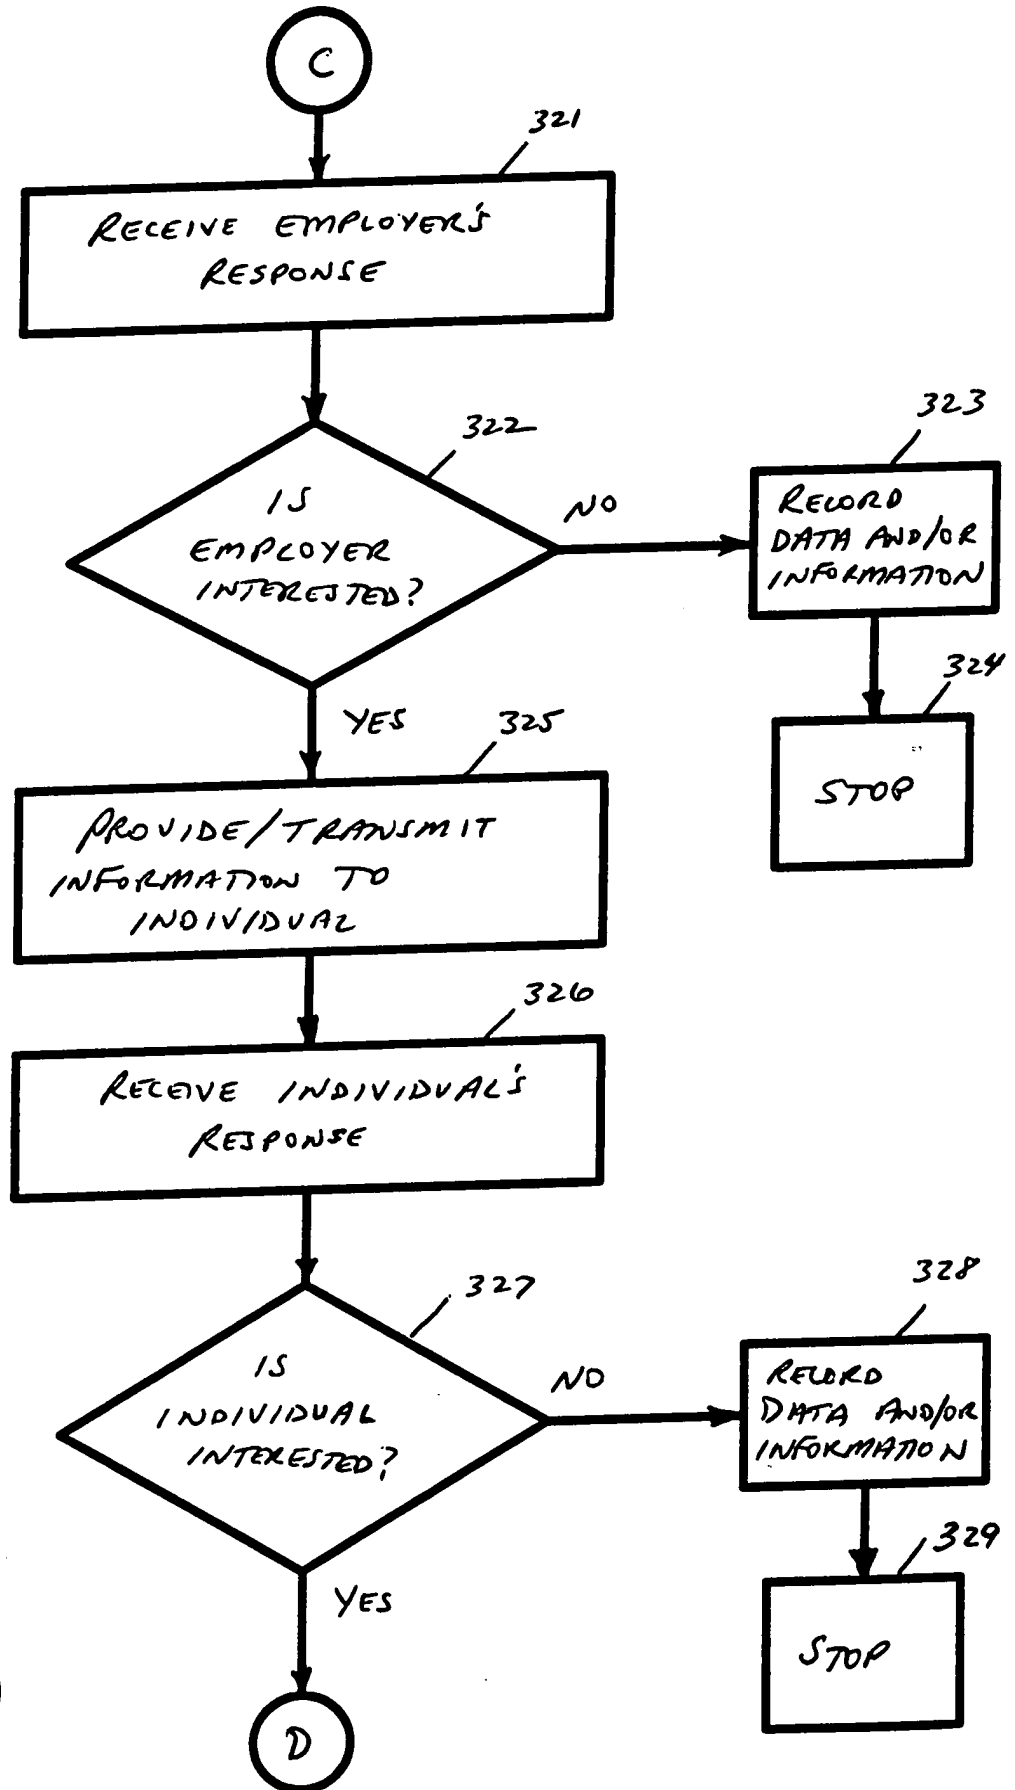 C
321
RECEIVE EMPLOYER'S
RESPONSE
322
IS
EMPLOYER
INTERESTED?
NO
323
RECORD
DATA AND/OR
INFORMATION
324
STOP
YES
325
PROVIDE/TRANSMIT
INFORMATION TO
INDIVIDUAL
326
RECEIVE INDIVIDUAL'S
RESPONSE
327
IS
INDIVIDUAL
INTERESTED?
NO
328
RECORD
DATA AND/OR
INFORMATION
329
STOP
YES
D